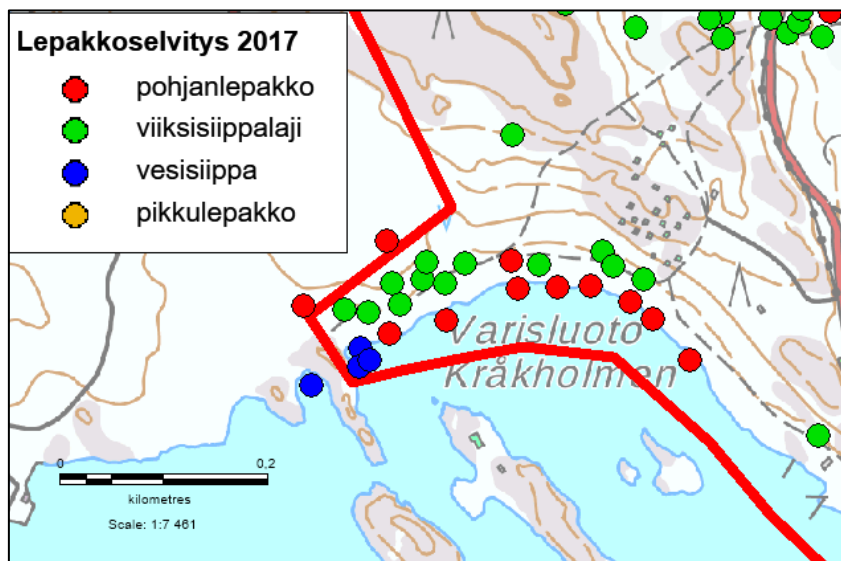 Lepakkoselvitys 2017
pohjanlepakko
viiksisiippalaji
vesisiippa
pikkulepakko
Varisluoto
Kråkholmen
0 0,2
kilometres
Scale: 1:7 461